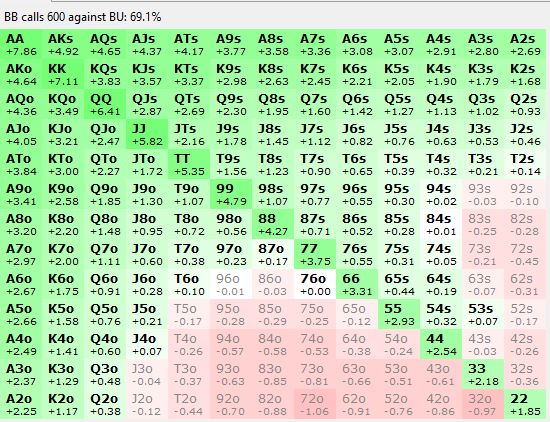 BB calls 600 against BU: 69.1%
AA AKs AQs AJs ATs A9s A8s A7s A6s A5s A4s A3s A2s
+7.86 +4.92 +4.65 +4.37 +4.17 +3.77 +3.58 +3.36 +3.08 +3.07 +2.91 +2.80 +2.69
AKo KK KQs KJs KTs K9s K8s K7s K6s K5s K4s K3s K2s
+4.64 +7.11 +3.83 +3.57 +3.37 +2.98 +2.63 +2.45 +2.21 +2.05 +1.90 +1.79 +1.68
AQo KQo QQ QJs QTs Q9s Q8s Q7s Q6s Q5s Q4s Q3s Q2s
+4.36 +3.49 +6.41 +2.87 +2.69 +2.30 +1.95 +1.60 +1.42 +1.27 +1.13 +1.02 +0.93
AJo KJo QJo JJ JTs J9s J8s J7s J6s J5s J4s J3s J2s
+4.05 +3.21 +2.47 +5.82 +2.16 +1.78 +1.45 +1.12 +0.82 +0.76 +0.63 +0.53 +0.46
ATo KTo QTo JTo TT T9s T8s T7s T6s T5s T4s T3s T2s
+3.84 +3.00 +2.27 +1.72 +5.35 +1.56 +1.23 +0.90 +0.65 +0.39 +0.32 +0.21 +0.14
A9o K9o Q9o J9o T9o 99 98s 97s 96s 95s 94s 93s 92s
+3.41 +2.58 +1.85 +1.30 +1.07 +4.79 +1.07 +0.77 +0.55 +0.30 +0.02 -0.03 -0.10
A8o K8o Q8o J8o T8o 98o 88 87s 86s 85s 84s 83s 82s
+3.20 +2.20 +1.48 +0.95 +0.72 +0.56 +4.27 +0.71 +0.52 +0.28 +0.01 -0.25 -0.28
A7o K7o Q7o J7o T7o 97o 87o 77 76s 75s 74s 73s 72s
+2.97 +2.00 +1.11 +0.60 +0.38 +0.23 +0.17 +3.75 +0.55 +0.31 +0.05 -0.21 -0.45
A6o K6o Q6o J6o T6o 96o 86o 76o 66 65s 64s 63s 62s
+2.67 +1.75 +0.91 +0.28 +0.10 -0.01 -0.03 +0.00 +3.31 +0.44 +0.19 -0.07 -0.31
A5o K5o Q5o J5o T5o 95o 85o 75o 65o 55 54s 53s 52s
+2.66 +1.58 +0.76 +0.21 -0.17 -0.28 -0.29 -0.25 -0.12 +2.93 +0.32 +0.07 -0.17
A4o K4o Q4o J4o T4o 94o 84o 74o 64o 54o 44 43s 42s
+2.49 +1.41 +0.60 +0.07 -0.26 -0.57 -0.58 -0.53 -0.38 -0.24 +2.54 -0.03 -0.26
A3o K3o Q3o J3o T3o 93o 83o 73o 63o 53o 43o 33 32s
+2.37 +1.29 +0.48 -0.04 -0.37 -0.63 -0.85 -0.81 -0.66 -0.51 -0.61 +2.18 -0.36
A2o K2o Q2o J2o T2o 92o 82o 72o 62o 52o 42o 32o 22
+2.25 +1.17 +0.38 -0.12 -0.44 -0.70 -0.88 -1.06 -0.91 -0.76 -0.86 -0.97 +1.85